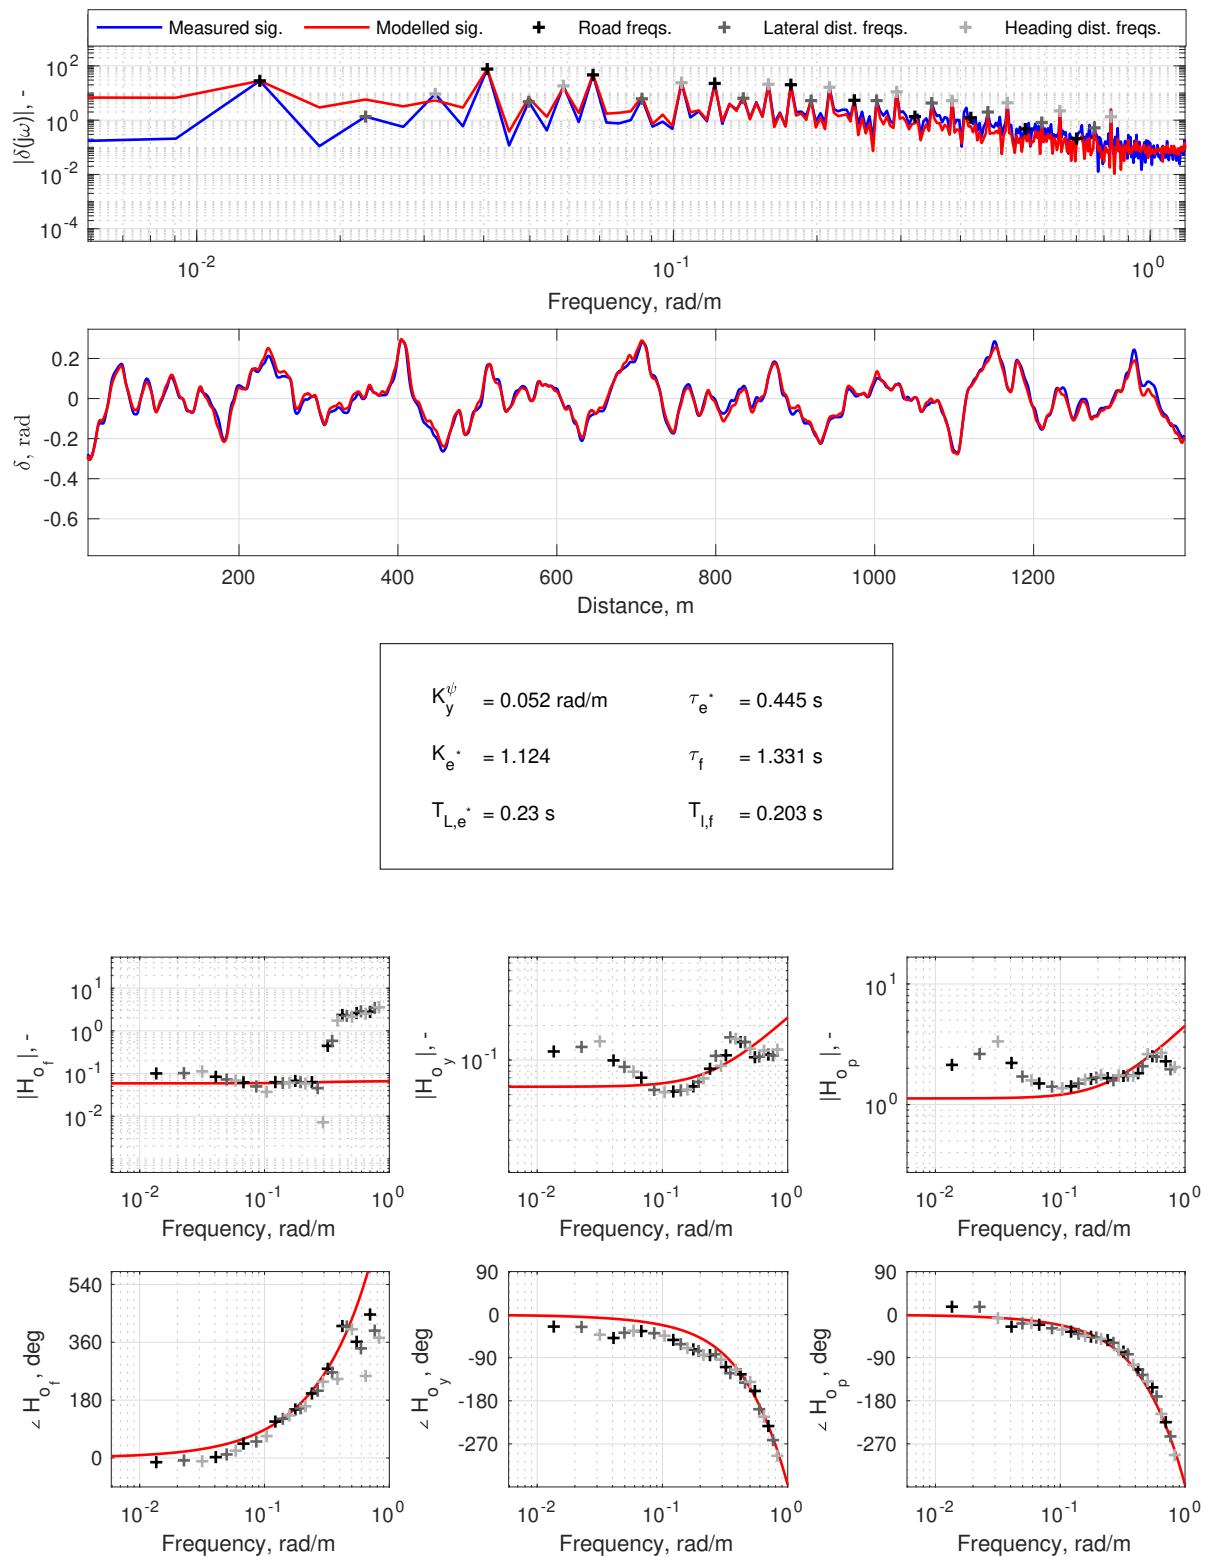 Measured sig. Modelled sig. Road freqs. Lateral dist. freqs. Heading dist. freqs.
|δ(jω)|, -
10^2
10^0
10^-2
10^-4
10^-2 10^-1 10^0
Frequency, rad/m
δ, rad
0.2
0
-0.2
-0.4
-0.6
200 400 600 800 1000 1200
Distance, m
K_y^ψ = 0.052 rad/m τ_e* = 0.445 s
K_e* = 1.124 τ_f = 1.331 s
T_L,e* = 0.23 s T_l,f = 0.203 s
|H_o_f|, -
10^1
10^0
10^-1
10^-2
10^-2 10^-1 10^0
Frequency, rad/m
|H_o_y|, -
10^-1
10^-2 10^-1 10^0
Frequency, rad/m
|H_o_p|, -
10^1
10^0
10^-2 10^-1 10^0
Frequency, rad/m
∠ H_o_f, deg
540
360
180
0
10^-2 10^-1 10^0
Frequency, rad/m
∠ H_o_y, deg
90
0
-90
-180
-270
10^-2 10^-1 10^0
Frequency, rad/m
∠ H_o_p, deg
90
0
-90
-180
-270
10^-2 10^-1 10^0
Frequency, rad/m